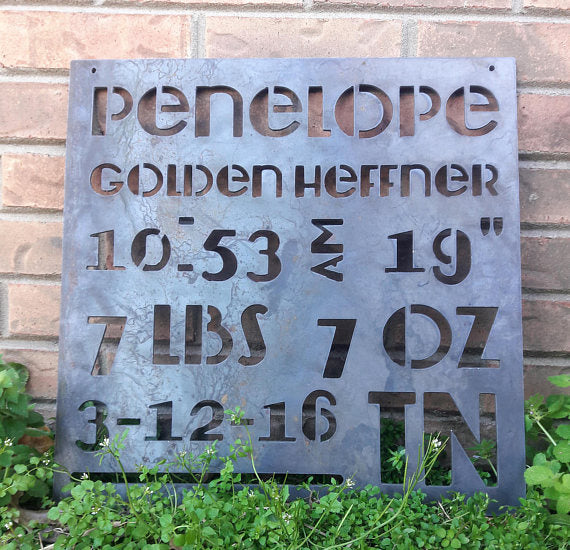 PENELOPE
GOLDEN HEFFNER
10:53 AM 19"
7 LBS 7 OZ
3-12-16 TN